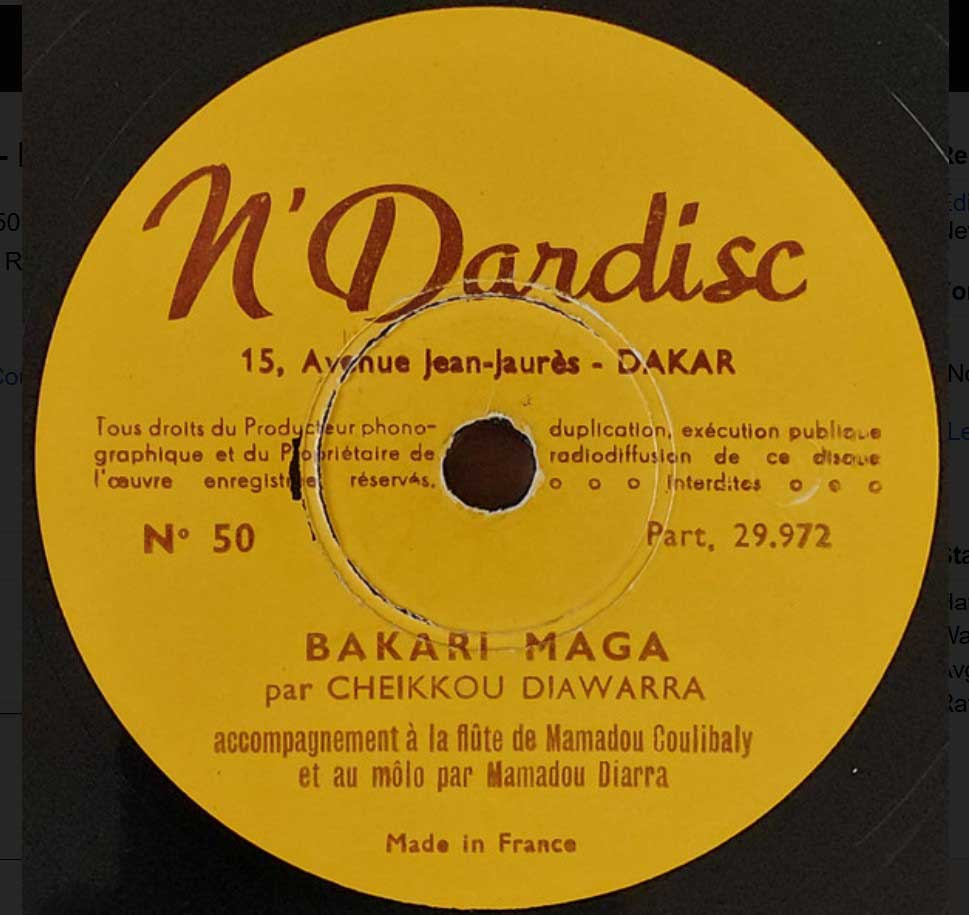 N'Dardisc
15, Avenue Jean-Jaurès - DAKAR
Tous droits du Producteur phono-
graphique et du Propriétaire de
l'œuvre enregistrée réservés.
duplication, exécution publique
radiodiffusion de ce disque
o o o Interdites o o o
Nº 50
Part, 29.972
BAKARI MAGA
par CHEIKKOU DIAWARRA
accompagnement à la flûte de Mamadou Coulibaly
et au môlo par Mamadou Diarra
Made in France